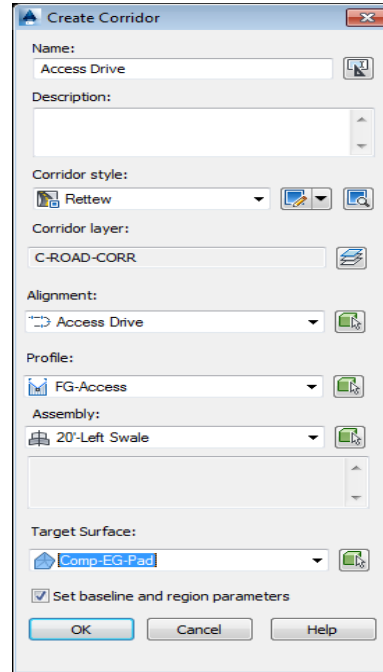 Create Corridor
Name:
Access Drive
Description:
Corridor style:
Rettew
Corridor layer:
C-ROAD-CORR
Alignment:
Access Drive
Profile:
FG-Access
Assembly:
20'-Left Swale
Target Surface:
Comp-EG-Pad
Set baseline and region parameters
OK Cancel Help